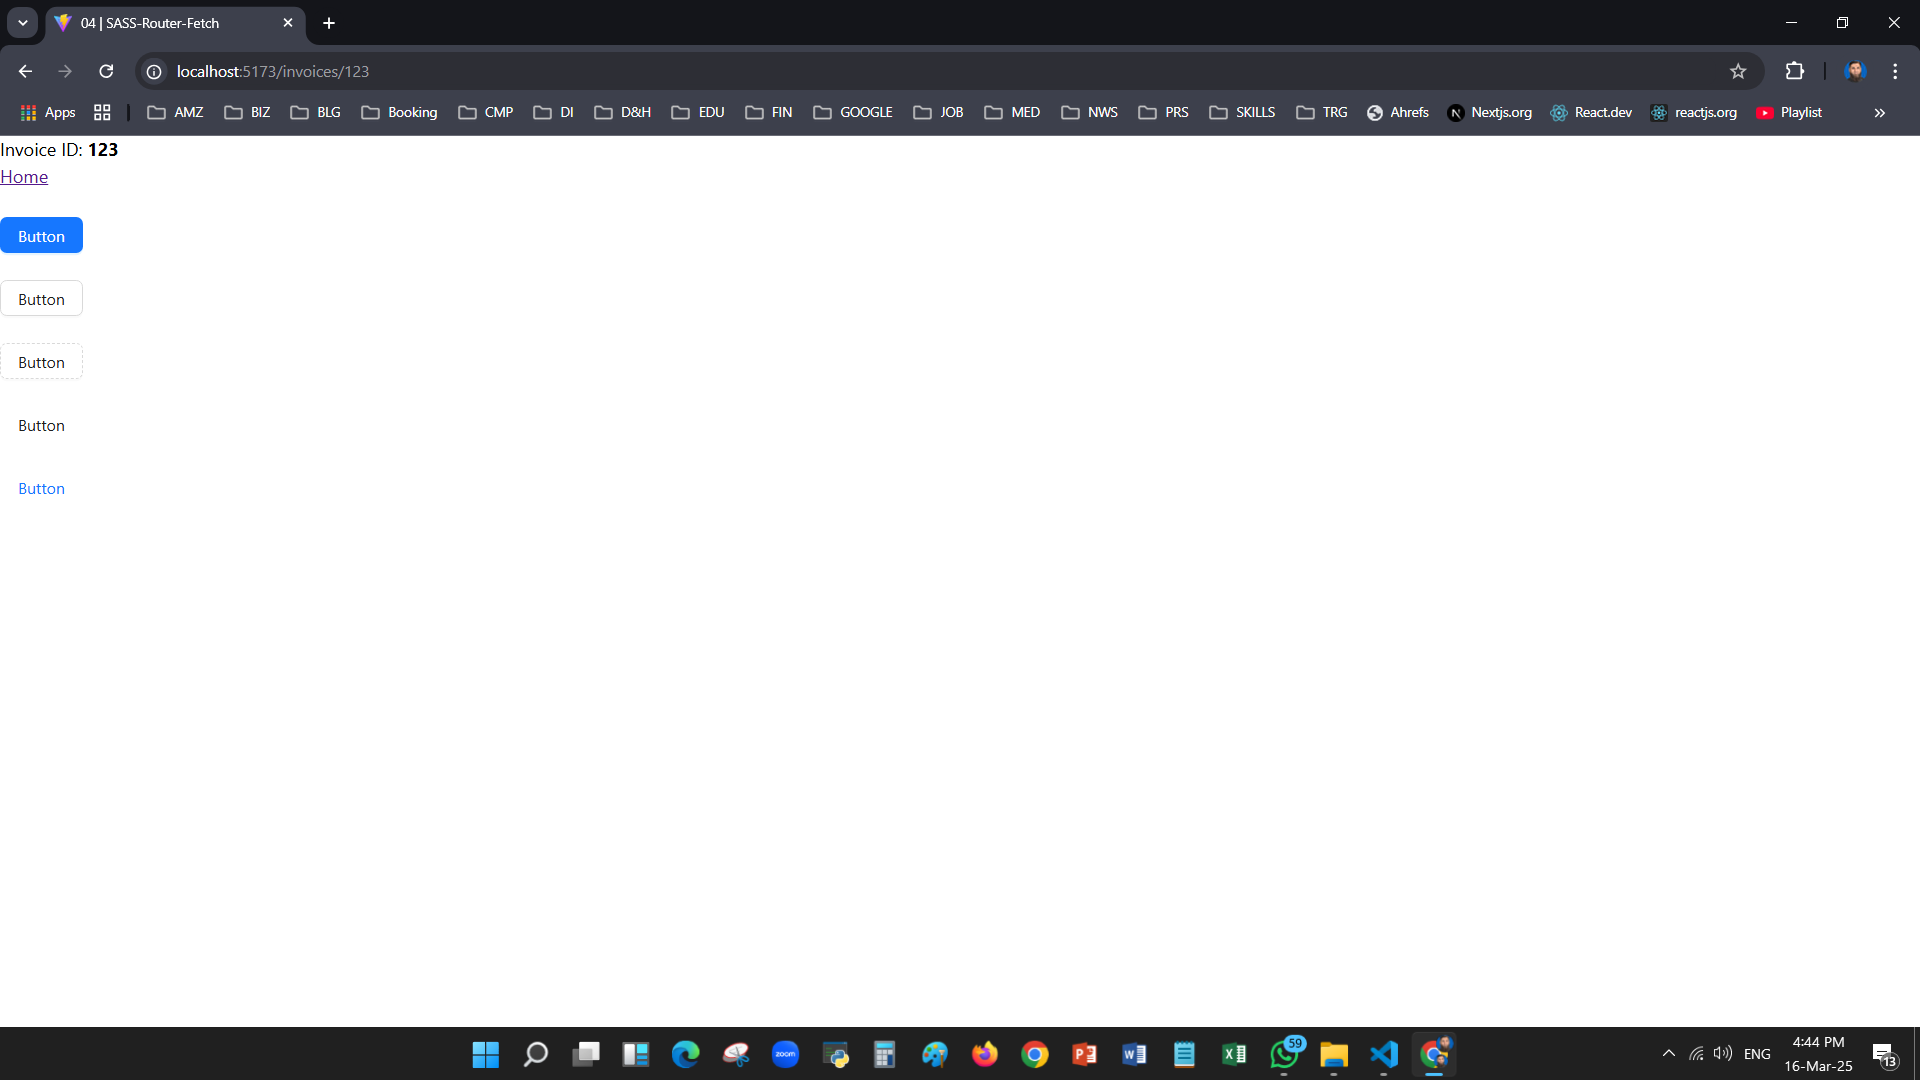 04 | SASS-Router-Fetch
localhost:5173/invoices/123
Apps AMZ BIZ BLG Booking CMP DI D&H EDU FIN GOOGLE JOB MED NWS PRS SKILLS TRG Ahrefs Nextjs.org React.dev reactjs.org Playlist
Invoice ID: 123
Home
Button
Button
Button
Button
Button
zoom
59
ENG
4:44 PM
16-Mar-25
13